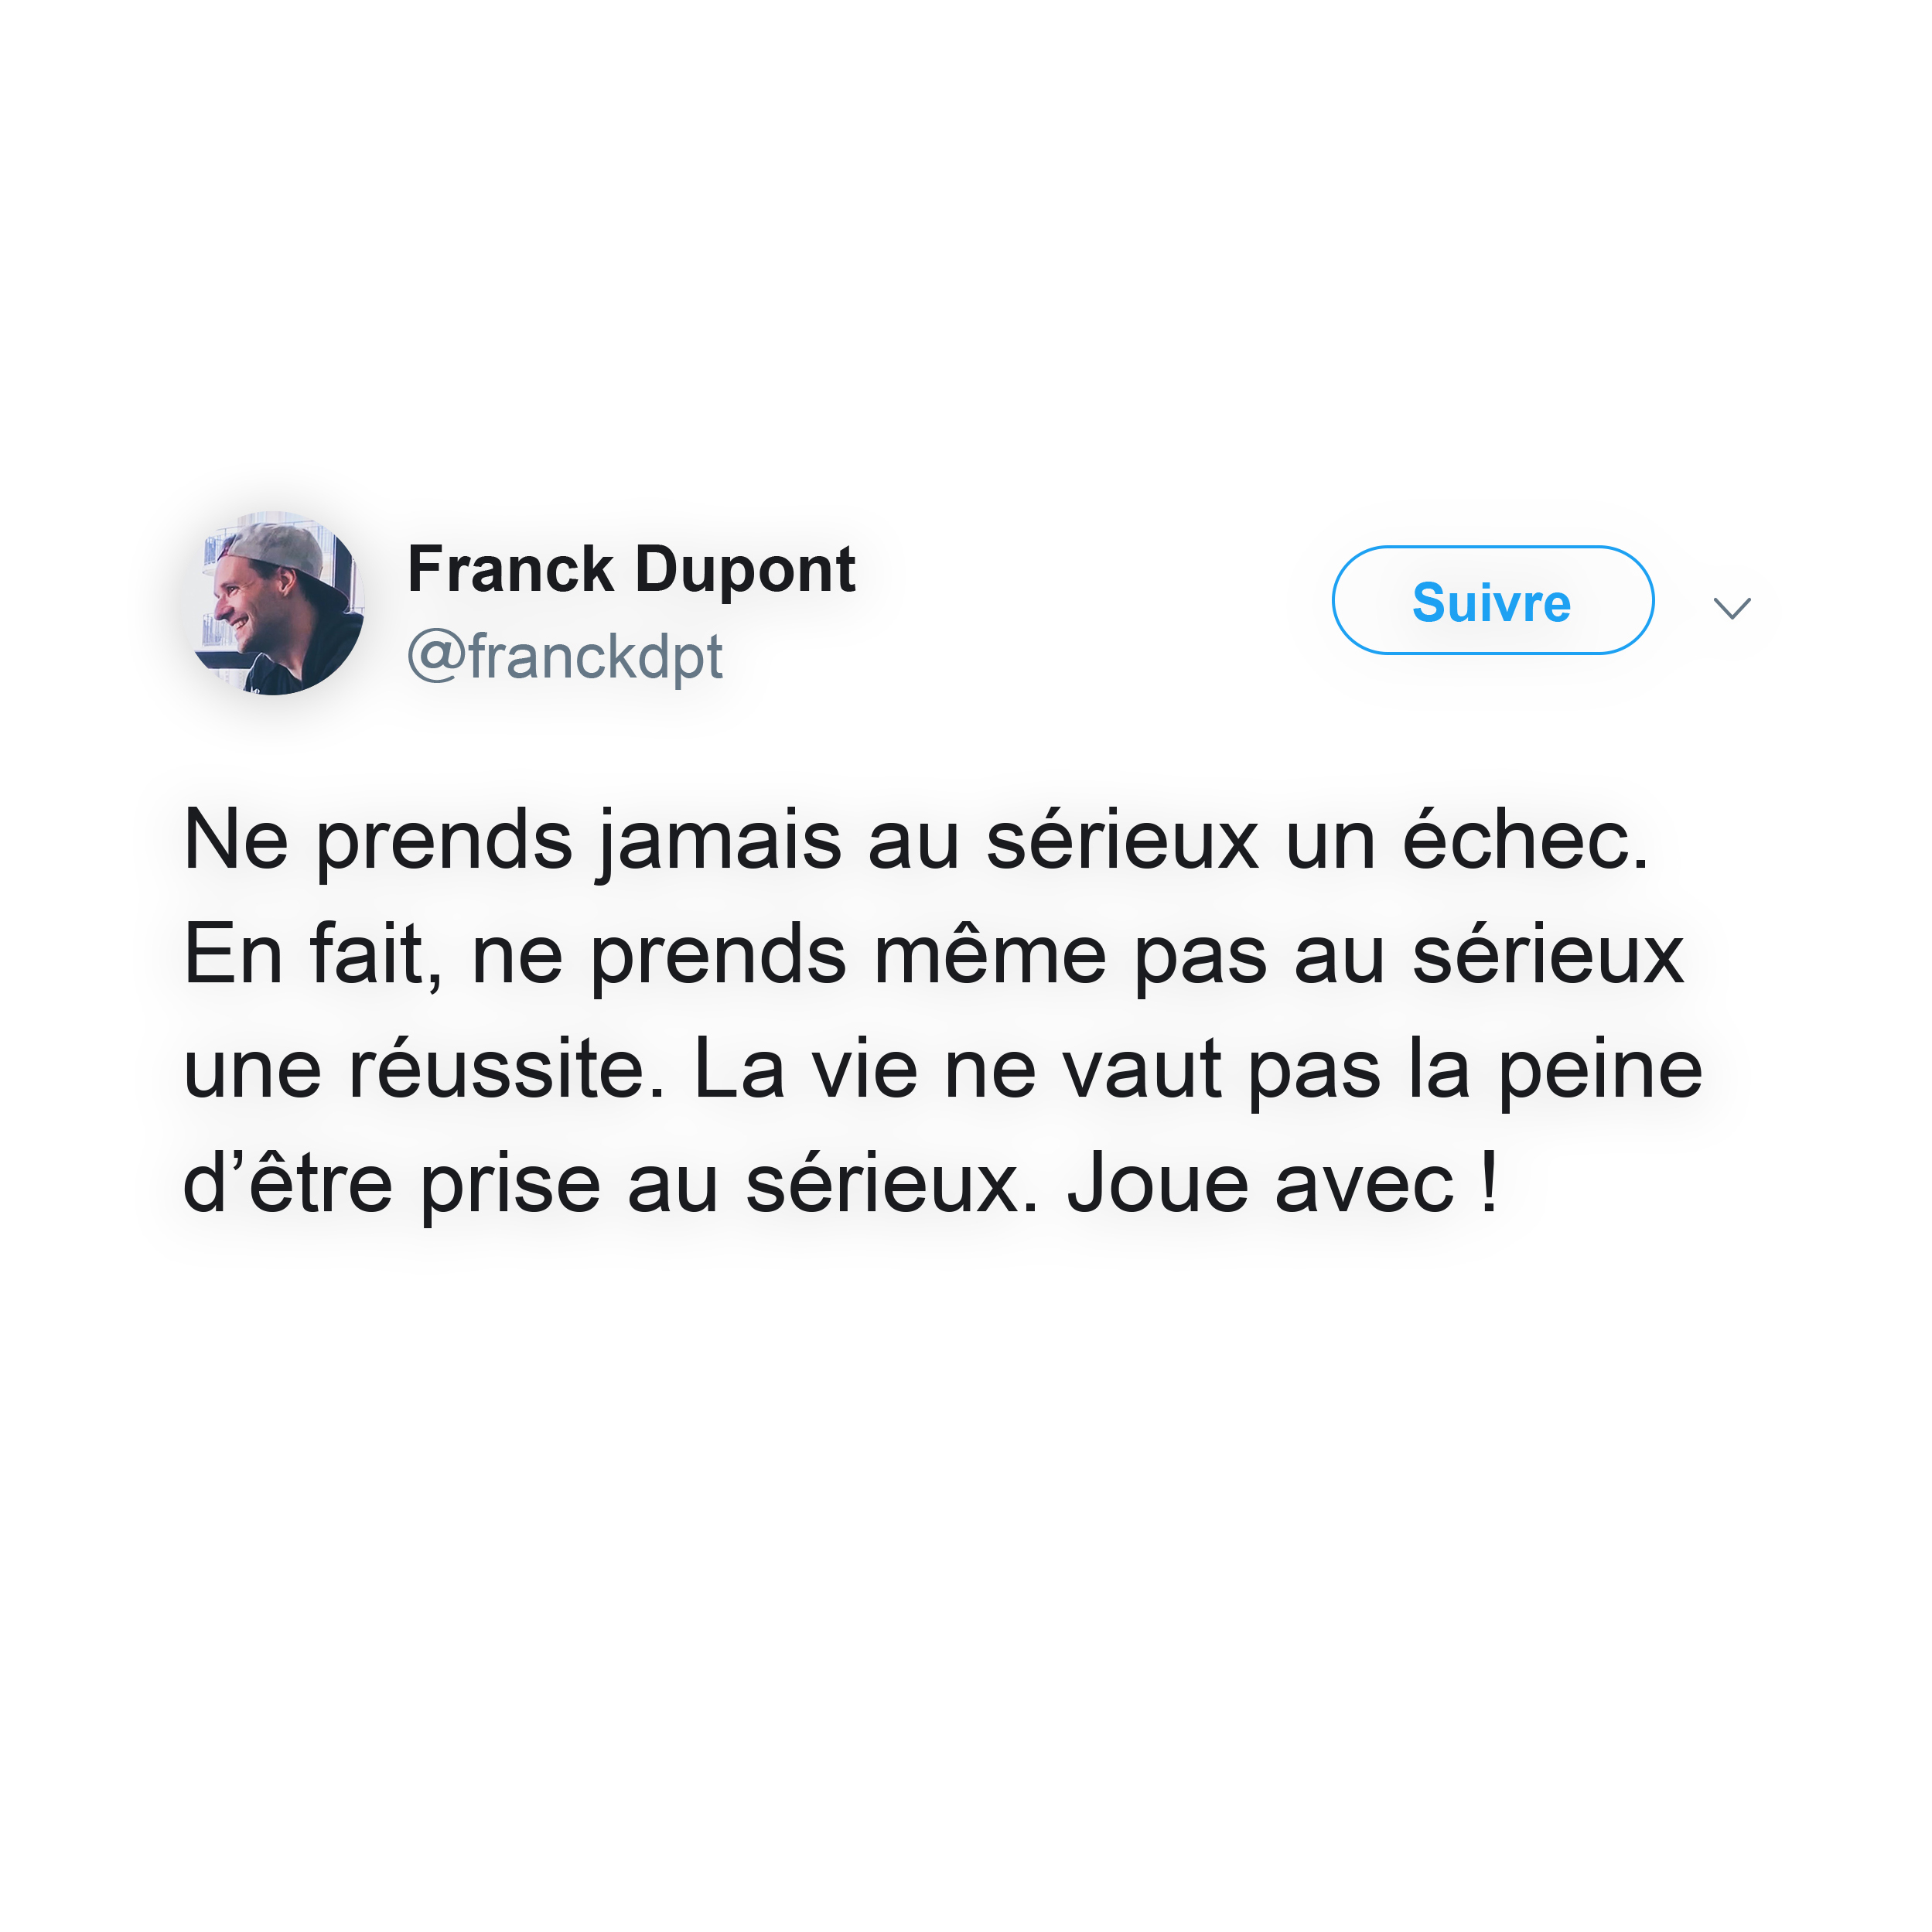 Franck Dupont
@franckdpt
Suivre
Ne prends jamais au sérieux un échec.
En fait, ne prends même pas au sérieux
une réussite. La vie ne vaut pas la peine
d’être prise au sérieux. Joue avec !